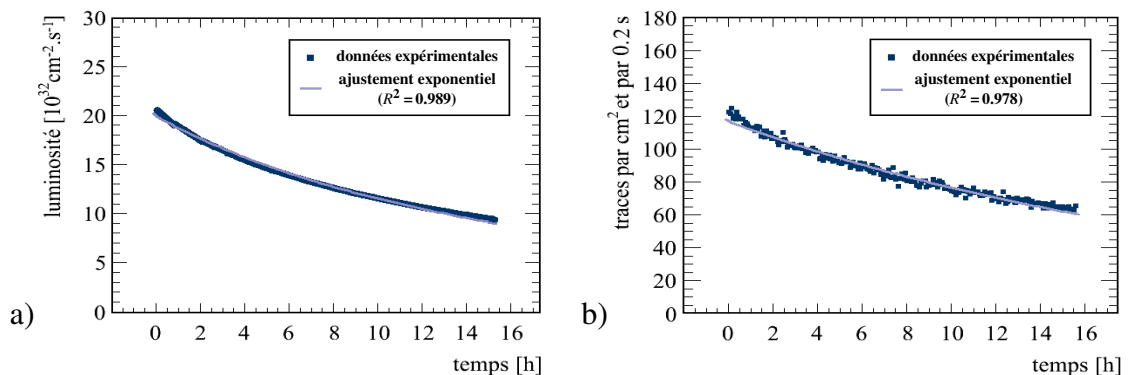 a)
luminosité [10³²cm⁻².s⁻¹]
30
25
20
15
10
5
0
données expérimentales
ajustement exponentiel
(R² = 0.989)
0 2 4 6 8 10 12 14 16
temps [h]
b)
traces par cm² et par 0.2 s
180
160
140
120
100
80
60
40
20
0
données expérimentales
ajustement exponentiel
(R² = 0.978)
0 2 4 6 8 10 12 14 16
temps [h]